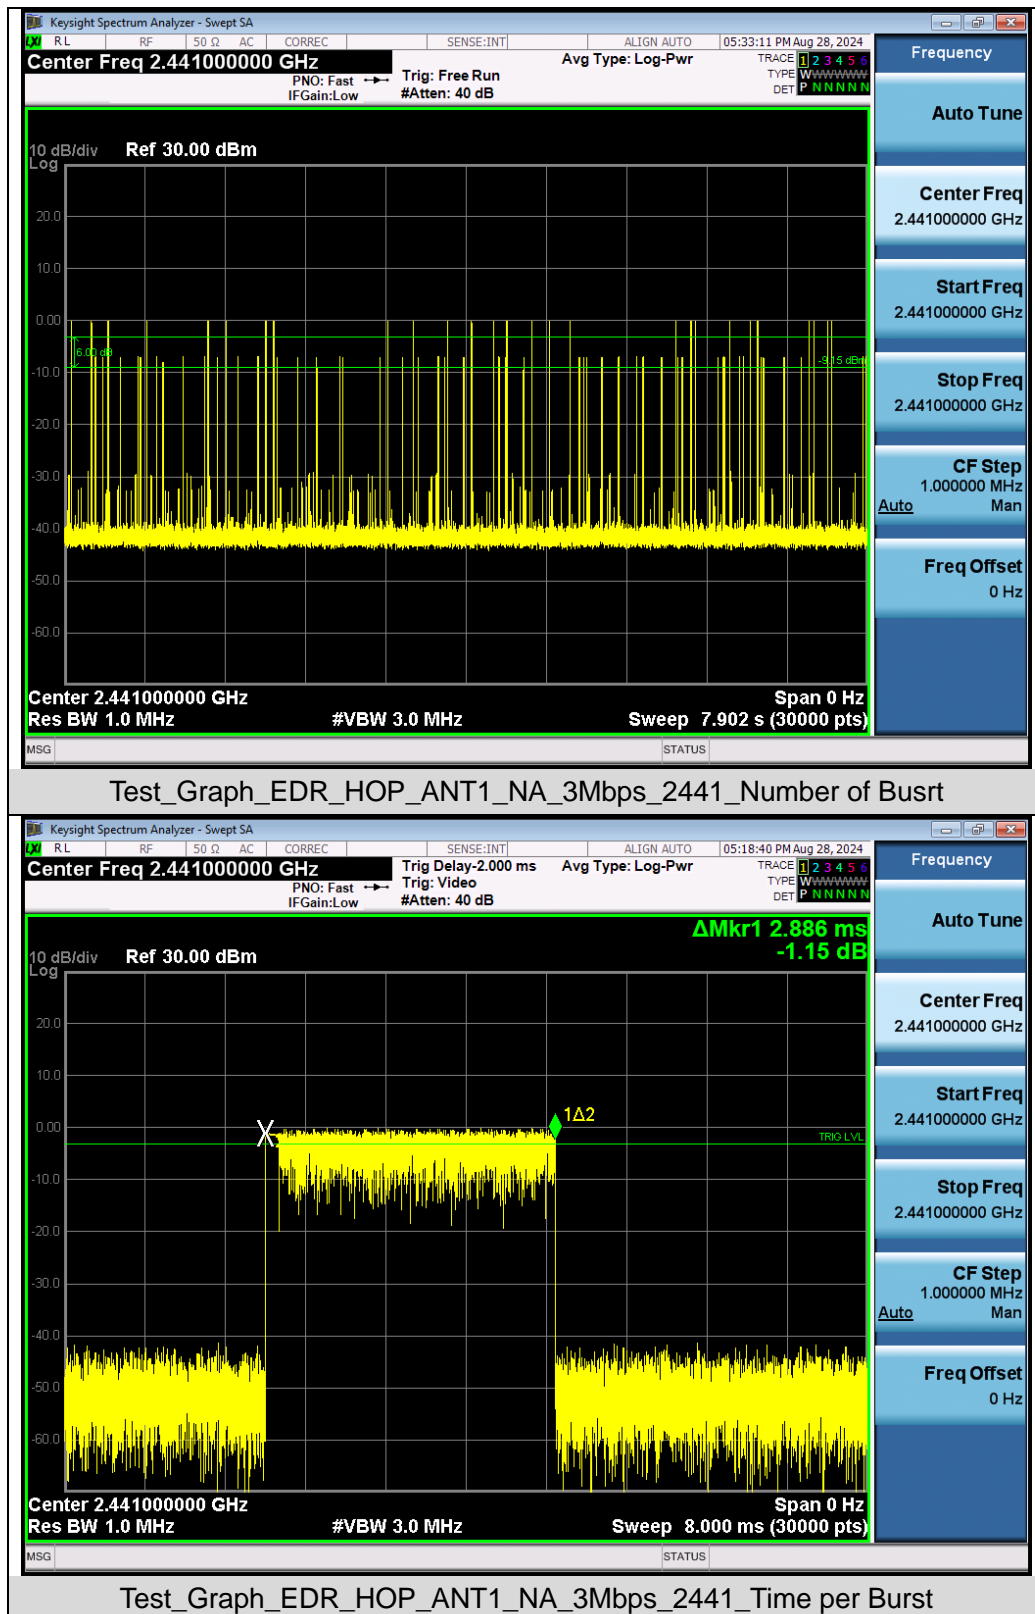 Keysight Spectrum Analyzer - Swept SA
LXI RL RF 50 Ω AC CORREC SENSE:INT ALIGN AUTO 05:33:11 PM Aug 28, 2024
Center Freq 2.441000000 GHz
PNO: Fast
IFGain:Low
Trig: Free Run
#Atten: 40 dB
Avg Type: Log-Pwr
TRACE 1 2 3 4 5 6
TYPE WWWWWW
DET P N N N N N
Frequency
Auto Tune
Center Freq
2.441000000 GHz
Start Freq
2.441000000 GHz
Stop Freq
2.441000000 GHz
CF Step
1.000000 MHz
Auto Man
Freq Offset
0 Hz
10 dB/div Ref 30.00 dBm
Log
20.0
10.0
0.00
6.00 dB
-9.15 dBm
-10.0
-20.0
-30.0
-40.0
-50.0
-60.0
Center 2.441000000 GHz Span 0 Hz
Res BW 1.0 MHz #VBW 3.0 MHz Sweep 7.902 s (30000 pts)
MSG STATUS
Test_Graph_EDR_HOP_ANT1_NA_3Mbps_2441_Number of Busrt
Keysight Spectrum Analyzer - Swept SA
LXI RL RF 50 Ω AC CORREC SENSE:INT ALIGN AUTO 05:18:40 PM Aug 28, 2024
Center Freq 2.441000000 GHz
PNO: Fast
IFGain:Low
Trig Delay-2.000 ms
Trig: Video
#Atten: 40 dB
Avg Type: Log-Pwr
TRACE 1 2 3 4 5 6
TYPE WWWWWW
DET P N N N N N
Frequency
Auto Tune
Center Freq
2.441000000 GHz
Start Freq
2.441000000 GHz
Stop Freq
2.441000000 GHz
CF Step
1.000000 MHz
Auto Man
Freq Offset
0 Hz
ΔMkr1 2.886 ms
-1.15 dB
10 dB/div Ref 30.00 dBm
Log
20.0
10.0
0.00
1Δ2
TRIG LVL
-10.0
-20.0
-30.0
-40.0
-50.0
-60.0
Center 2.441000000 GHz Span 0 Hz
Res BW 1.0 MHz #VBW 3.0 MHz Sweep 8.000 ms (30000 pts)
MSG STATUS
Test_Graph_EDR_HOP_ANT1_NA_3Mbps_2441_Time per Burst